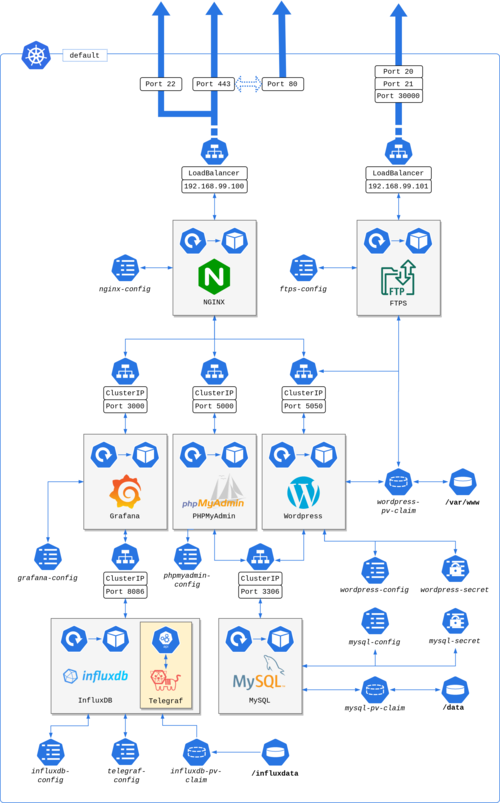 default
Port 22
Port 443
Port 80
Port 20
Port 21
Port 30000
LoadBalancer
192.168.99.100
LoadBalancer
192.168.99.101
nginx-config
NGINX
ftps-config
FTP
FTPS
ClusterIP
Port 3000
ClusterIP
Port 5000
ClusterIP
Port 5050
Grafana
phpMyAdmin
PHPMyAdmin
Wordpress
wordpress-
pv-claim
/var/www
grafana-config
ClusterIP
Port 8086
phpmyadmin-
config
ClusterIP
Port 3306
wordpress-config
wordpress-secret
mysql-config
mysql-secret
influxdb
InfluxDB
Telegraf
MySQL
MySQL
mysql-pv-claim
/data
influxdb-
config
telegraf-
config
influxdb-pv-
claim
/influxdata